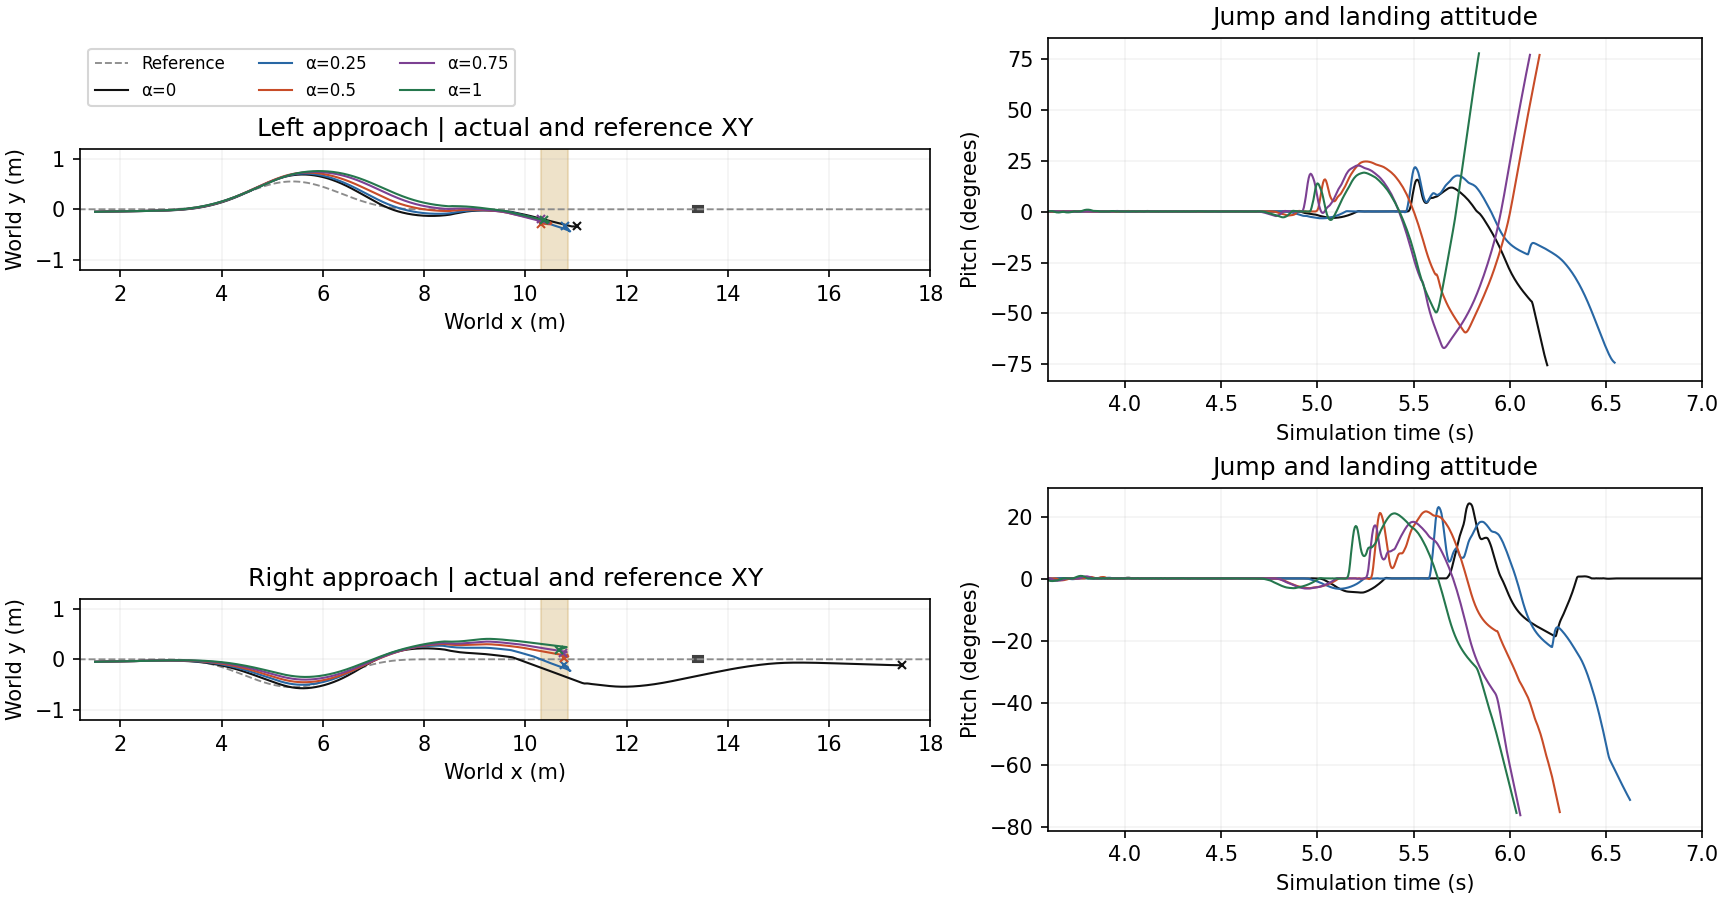 Reference
α=0
α=0.25
α=0.5
α=0.75
α=1
Left approach | actual and reference XY
World y (m)
1
0
−1
2 4 6 8 10 12 14 16 18
World x (m)
Jump and landing attitude
Pitch (degrees)
75
50
25
0
−25
−50
−75
4.0 4.5 5.0 5.5 6.0 6.5 7.0
Simulation time (s)
Right approach | actual and reference XY
World y (m)
1
0
−1
2 4 6 8 10 12 14 16 18
World x (m)
Jump and landing attitude
Pitch (degrees)
20
0
−20
−40
−60
−80
4.0 4.5 5.0 5.5 6.0 6.5 7.0
Simulation time (s)